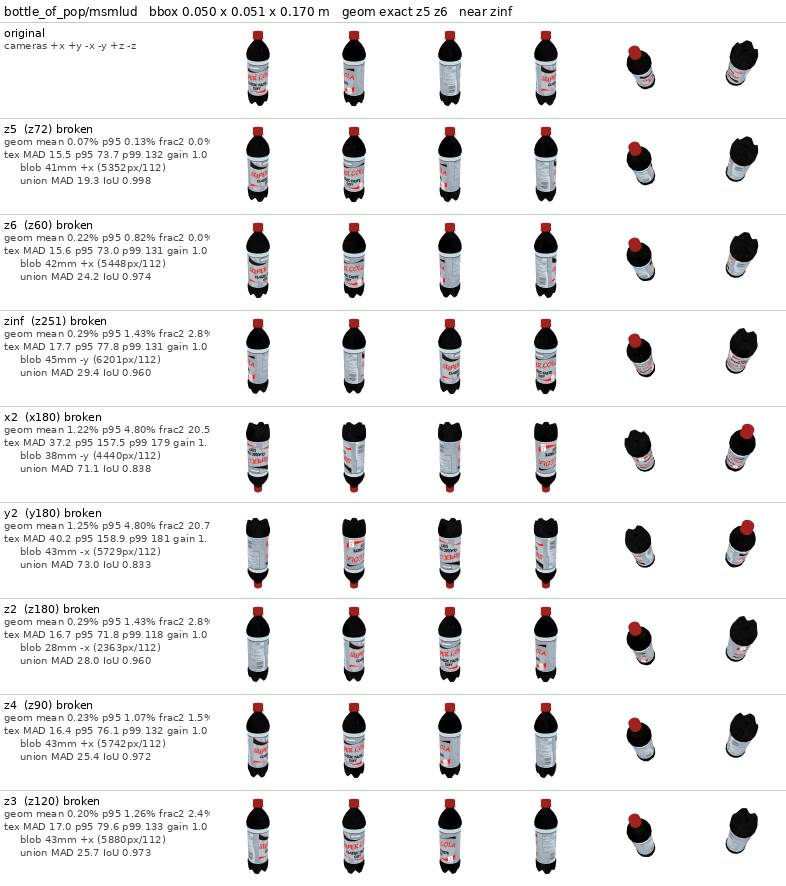 bottle_of_pop/msmlud bbox 0.050 x 0.051 x 0.170 m geom exact z5 z6 near zinf
original
cameras +x +y -x -y +z -z
z5 (z72) broken
geom mean 0.07% p95 0.13% frac2 0.0%
tex MAD 15.5 p95 73.7 p99 132 gain 1.0
blob 41mm +x (5352px/112)
union MAD 19.3 IoU 0.998
z6 (z60) broken
geom mean 0.22% p95 0.82% frac2 0.0%
tex MAD 15.6 p95 73.0 p99 131 gain 1.0
blob 42mm +x (5448px/112)
union MAD 24.2 IoU 0.974
zinf (z251) broken
geom mean 0.29% p95 1.43% frac2 2.8%
tex MAD 17.7 p95 77.8 p99 131 gain 1.0
blob 45mm -y (6201px/112)
union MAD 29.4 IoU 0.960
x2 (x180) broken
geom mean 1.22% p95 4.80% frac2 20.5
tex MAD 37.2 p95 157.5 p99 179 gain 1.
blob 38mm -y (4440px/112)
union MAD 71.1 IoU 0.838
y2 (y180) broken
geom mean 1.25% p95 4.80% frac2 20.7
tex MAD 40.2 p95 158.9 p99 181 gain 1.
blob 43mm -x (5729px/112)
union MAD 73.0 IoU 0.833
z2 (z180) broken
geom mean 0.29% p95 1.43% frac2 2.8%
tex MAD 16.7 p95 71.8 p99 118 gain 1.0
blob 28mm -x (2363px/112)
union MAD 28.0 IoU 0.960
z4 (z90) broken
geom mean 0.23% p95 1.07% frac2 1.5%
tex MAD 16.4 p95 76.1 p99 132 gain 1.0
blob 43mm +x (5742px/112)
union MAD 25.4 IoU 0.972
z3 (z120) broken
geom mean 0.20% p95 1.26% frac2 2.4%
tex MAD 17.0 p95 79.6 p99 133 gain 1.0
blob 43mm +x (5880px/112)
union MAD 25.7 IoU 0.973